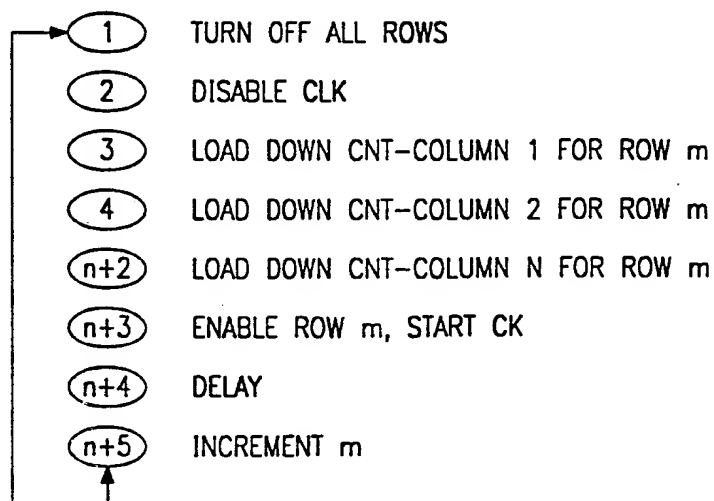 1 TURN OFF ALL ROWS
2 DISABLE CLK
3 LOAD DOWN CNT-COLUMN 1 FOR ROW m
4 LOAD DOWN CNT-COLUMN 2 FOR ROW m
n+2 LOAD DOWN CNT-COLUMN N FOR ROW m
n+3 ENABLE ROW m, START CK
n+4 DELAY
n+5 INCREMENT m